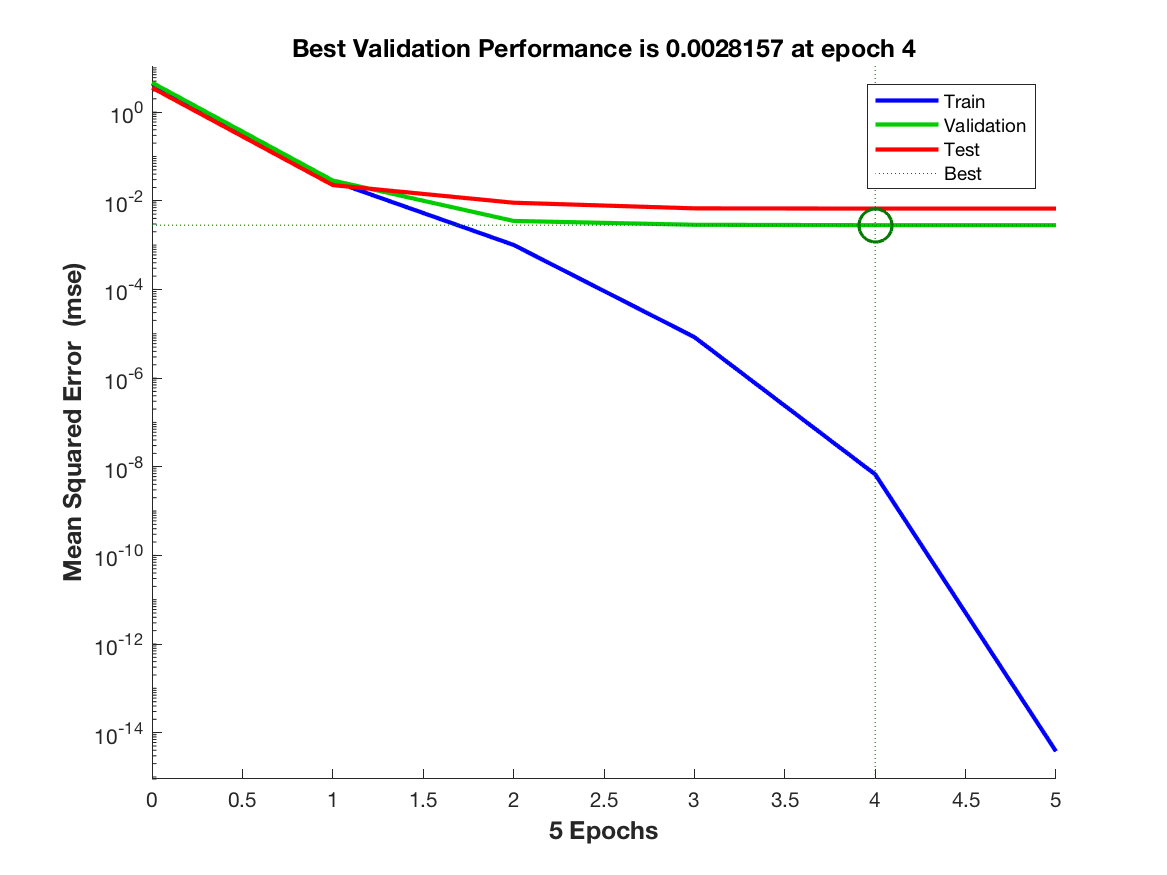 Best Validation Performance is 0.0028157 at epoch 4
Mean Squared Error (mse)
10^0
10^-2
10^-4
10^-6
10^-8
10^-10
10^-12
10^-14
Train
Validation
Test
Best
0 0.5 1 1.5 2 2.5 3 3.5 4 4.5 5
5 Epochs